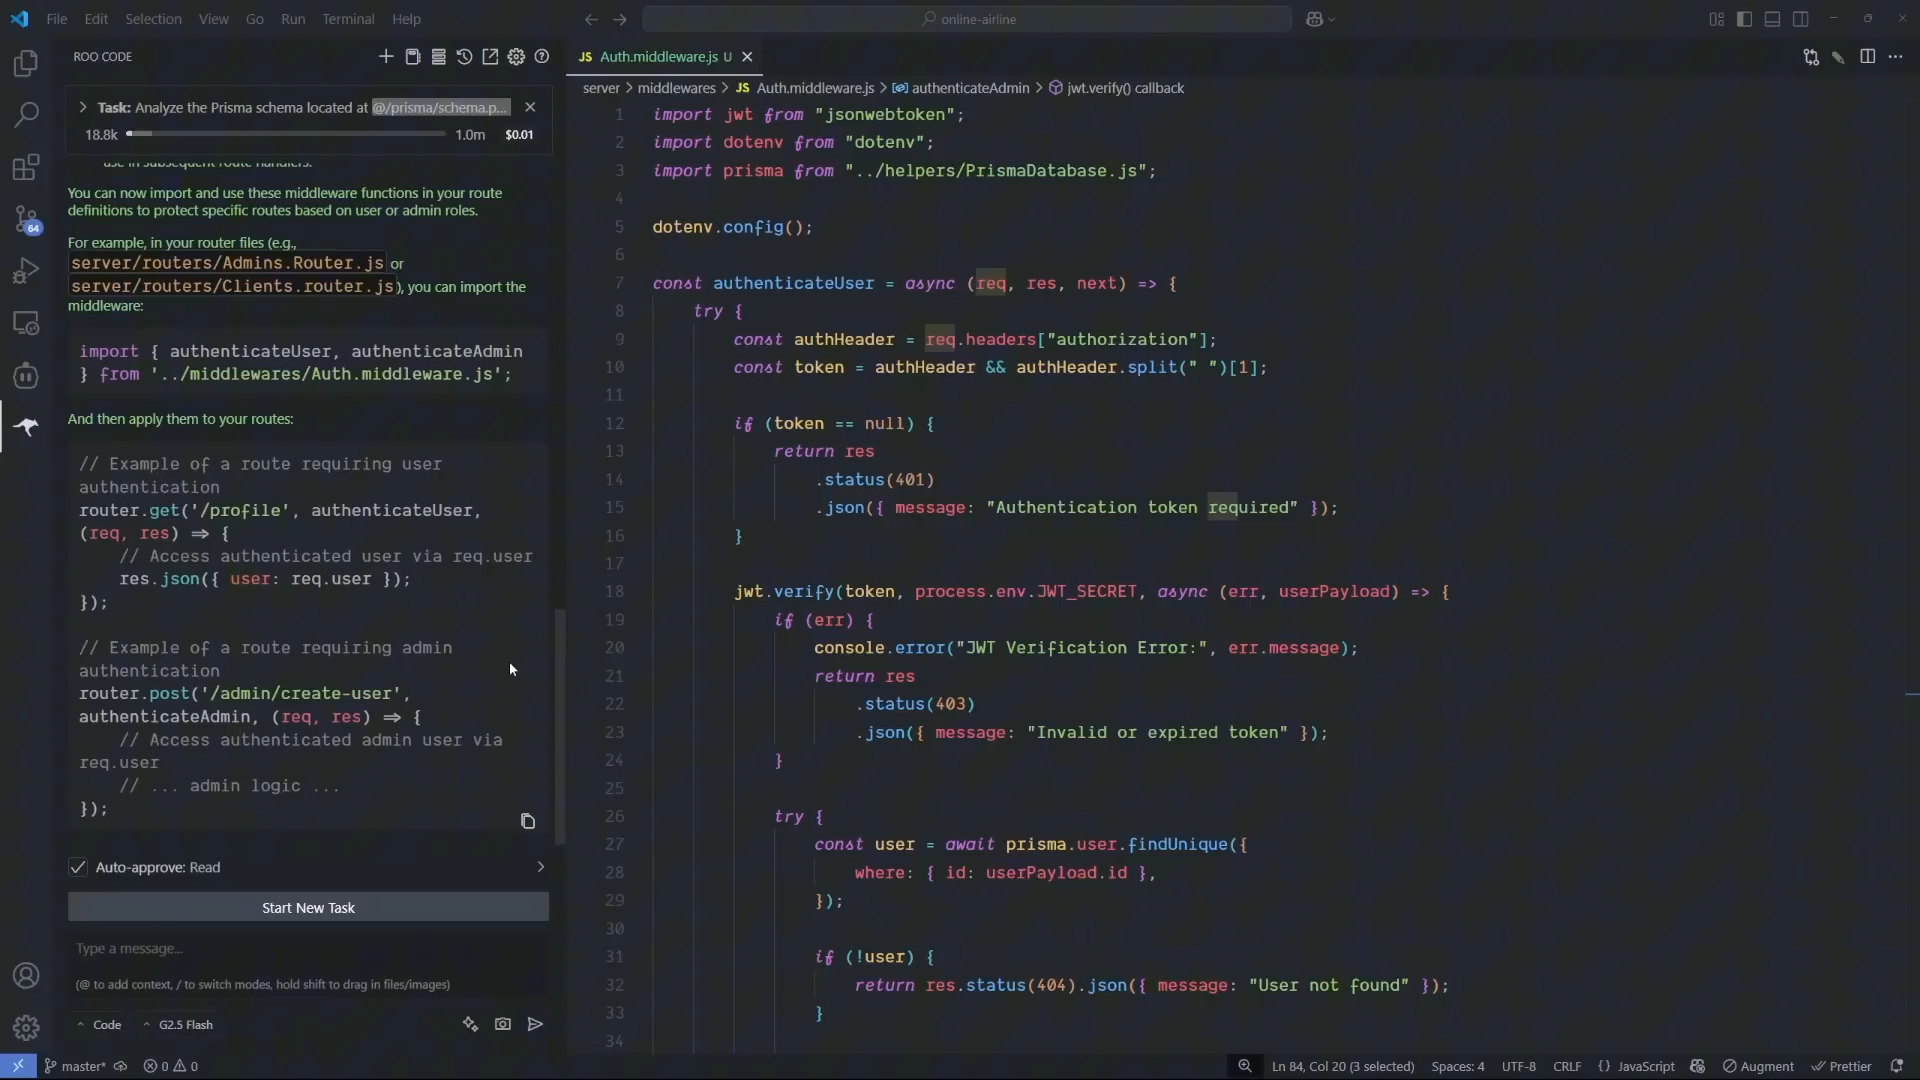 File Edit Selection View Go Run Terminal Help
online-airline
ROO CODE
Task: Analyze the Prisma schema located at @/prisma/schema.p...
18.8k 1.0m $0.01
use in subsequent route handlers.
You can now import and use these middleware functions in your route
definitions to protect specific routes based on user or admin roles.
For example, in your router files (e.g.,
server/routers/Admins.Router.js or
server/routers/Clients.router.js), you can import the
middleware:
import { authenticateUser, authenticateAdmin
} from '../middlewares/Auth.middleware.js';
And then apply them to your routes:
// Example of a route requiring user
authentication
router.get('/profile', authenticateUser,
(req, res) => {
// Access authenticated user via req.user
res.json({ user: req.user });
});
// Example of a route requiring admin
authentication
router.post('/admin/create-user',
authenticateAdmin, (req, res) => {
// Access authenticated admin user via
req.user
// ... admin logic ...
});
Auto-approve: Read
Start New Task
Type a message...
(@ to add context, / to switch modes, hold shift to drag in files/images)
Code G2.5 Flash
64
JS Auth.middleware.js U
server > middlewares > JS Auth.middleware.js > authenticateAdmin > jwt.verify() callback
1 import jwt from "jsonwebtoken";
2 import dotenv from "dotenv";
3 import prisma from "../helpers/PrismaDatabase.js";
4
5 dotenv.config();
6
7 const authenticateUser = async (req, res, next) => {
8 try {
9 const authHeader = req.headers["authorization"];
10 const token = authHeader && authHeader.split(" ")[1];
11
12 if (token == null) {
13 return res
14 .status(401)
15 .json({ message: "Authentication token required" });
16 }
17
18 jwt.verify(token, process.env.JWT_SECRET, async (err, userPayload) => {
19 if (err) {
20 console.error("JWT Verification Error:", err.message);
21 return res
22 .status(403)
23 .json({ message: "Invalid or expired token" });
24 }
25
26 try {
27 const user = await prisma.user.findUnique({
28 where: { id: userPayload.id },
29 });
30
31 if (!user) {
32 return res.status(404).json({ message: "User not found" });
33 }
34
master* 0 0 Ln 84, Col 20 (3 selected) Spaces: 4 UTF-8 CRLF {} JavaScript Augment Prettier